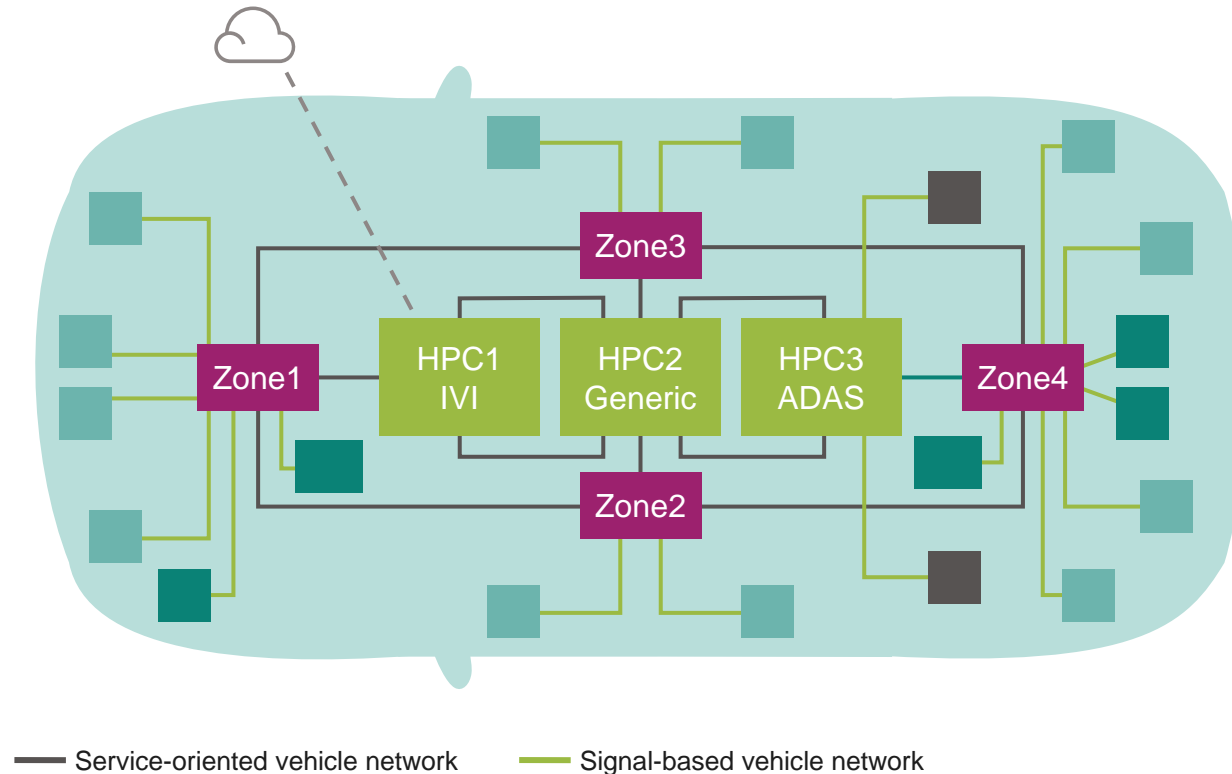 Zone3
Zone1
HPC1
IVI
HPC2
Generic
HPC3
ADAS
Zone4
Zone2
Service-oriented vehicle network
Signal-based vehicle network